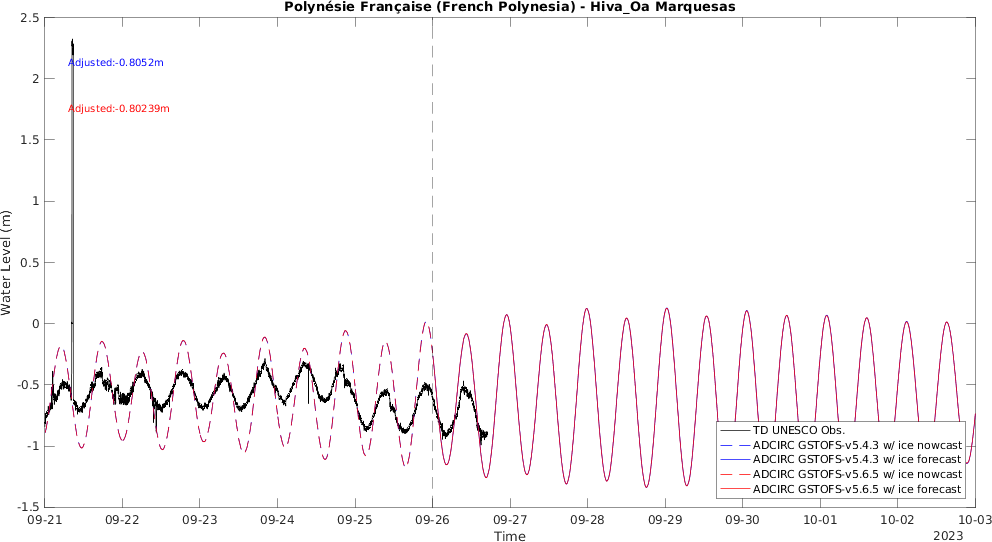 Polynésie Française (French Polynesia) - Hiva_Oa Marquesas
2.5
2
1.5
1
0.5
0
-0.5
-1
-1.5
Water Level (m)
Adjusted:-0.8052m
Adjusted:-0.80239m
TD UNESCO Obs.
ADCIRC GSTOFS-v5.4.3 w/ ice nowcast
ADCIRC GSTOFS-v5.4.3 w/ ice forecast
ADCIRC GSTOFS-v5.6.5 w/ ice nowcast
ADCIRC GSTOFS-v5.6.5 w/ ice forecast
09-21 09-22 09-23 09-24 09-25 09-26 09-27 09-28 09-29 09-30 10-01 10-02 10-03
Time
2023